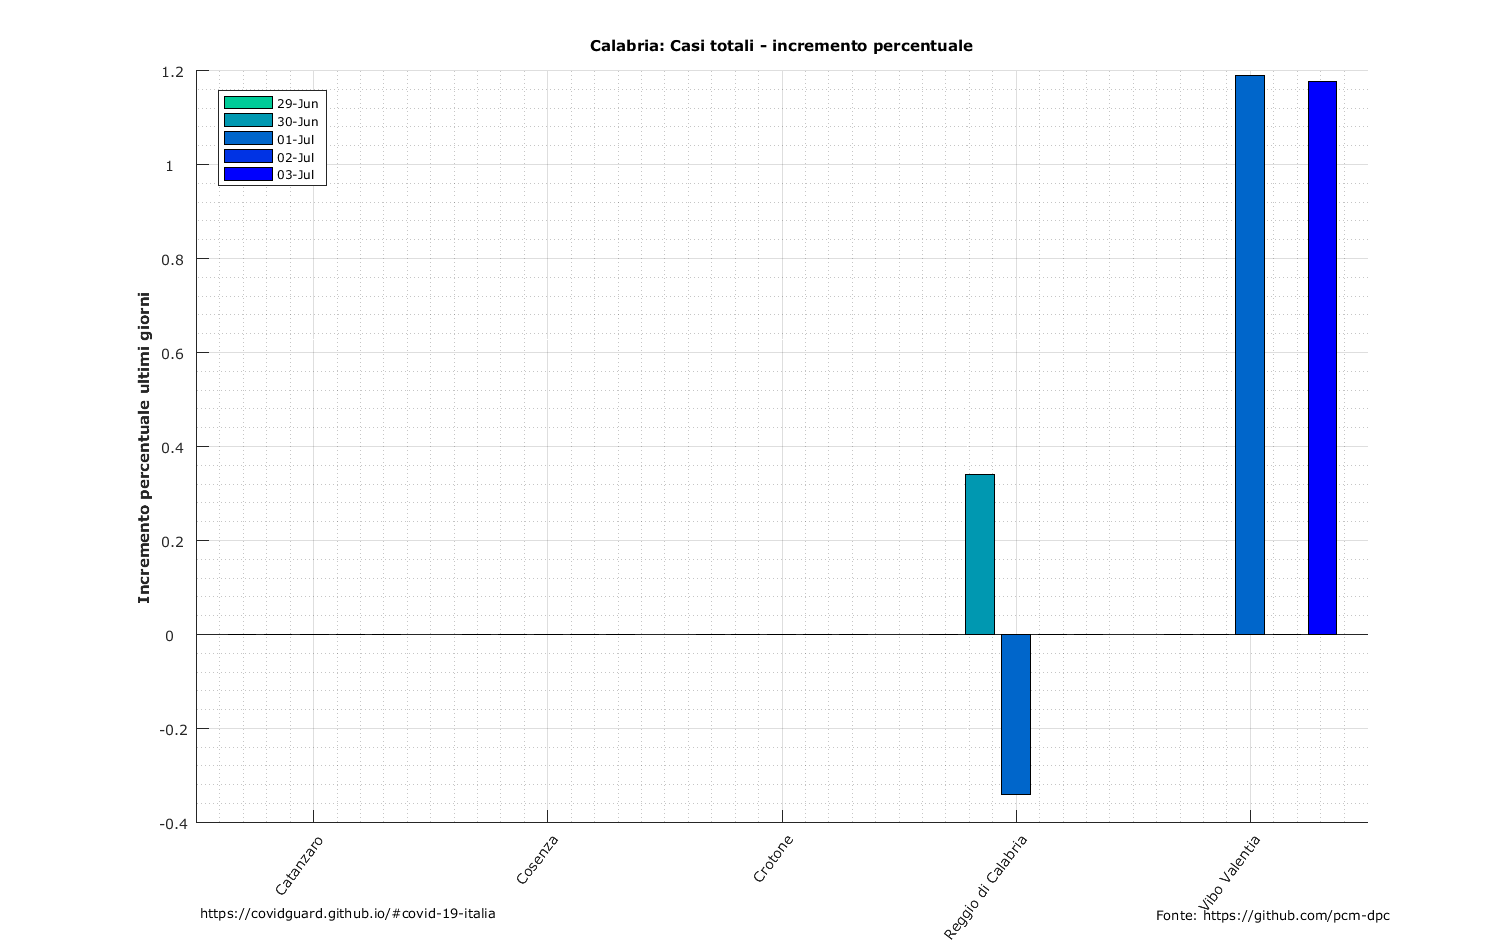 Calabria: Casi totali - incremento percentuale
1.2
1
0.8
0.6
0.4
0.2
0
-0.2
-0.4
Incremento percentuale ultimi giorni
29-Jun
30-Jun
01-Jul
02-Jul
03-Jul
Catanzaro
Cosenza
Crotone
Reggio di Calabria
Vibo Valentia
https://covidguard.github.io/#covid-19-italia
Fonte: https://github.com/pcm-dpc